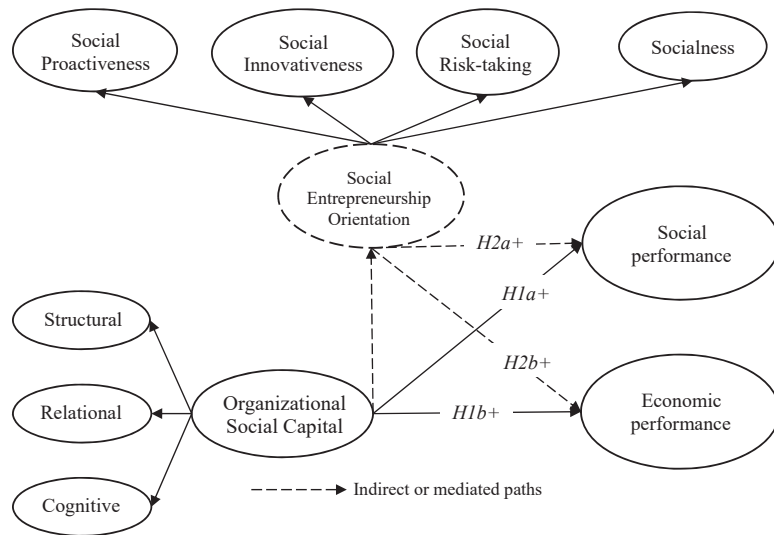 Social
Proactiveness
Social
Innovativeness
Social
Risk-taking
Socialness
Social
Entrepreneurship
Orientation
H2a+
Social
performance
H1a+
Structural
H2b+
Relational
Organizational
Social Capital
H1b+
Economic
performance
Cognitive
Indirect or mediated paths